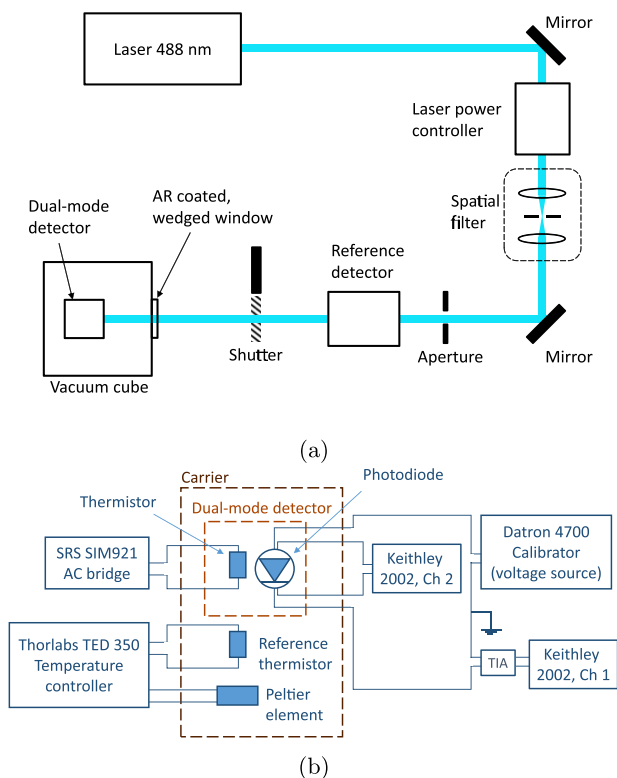 Mirror
Laser 488 nm
Laser power
controller
AR coated,
wedged window
Dual-mode
detector
Spatial
filter
Reference
detector
Shutter
Aperture
Mirror
Vacuum cube
(a)
Carrier
Photodiode
Thermistor
Dual-mode detector
SRS SIM921
AC bridge
Keithley
2002, Ch 2
Datron 4700
Calibrator
(voltage source)
Thorlabs TED 350
Temperature
controller
Reference
thermistor
TIA
Keithley
2002, Ch 1
Peltier
element
(b)